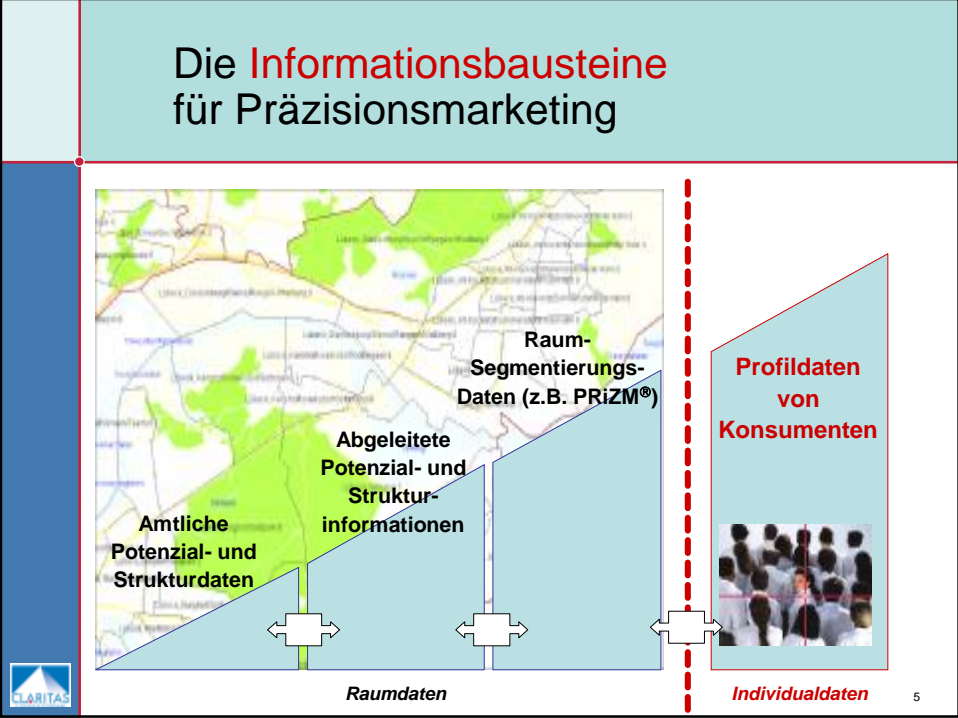 Die Informationsbausteine
für Präzisionsmarketing
Raum-
Segmentierungs-
Daten (z.B. PRiZM®)
Abgeleitete
Potenzial- und
Struktur-
informationen
Amtliche
Potenzial- und
Strukturdaten
Profildaten
von
Konsumenten
Raumdaten
Individualdaten
5
CLARITAS